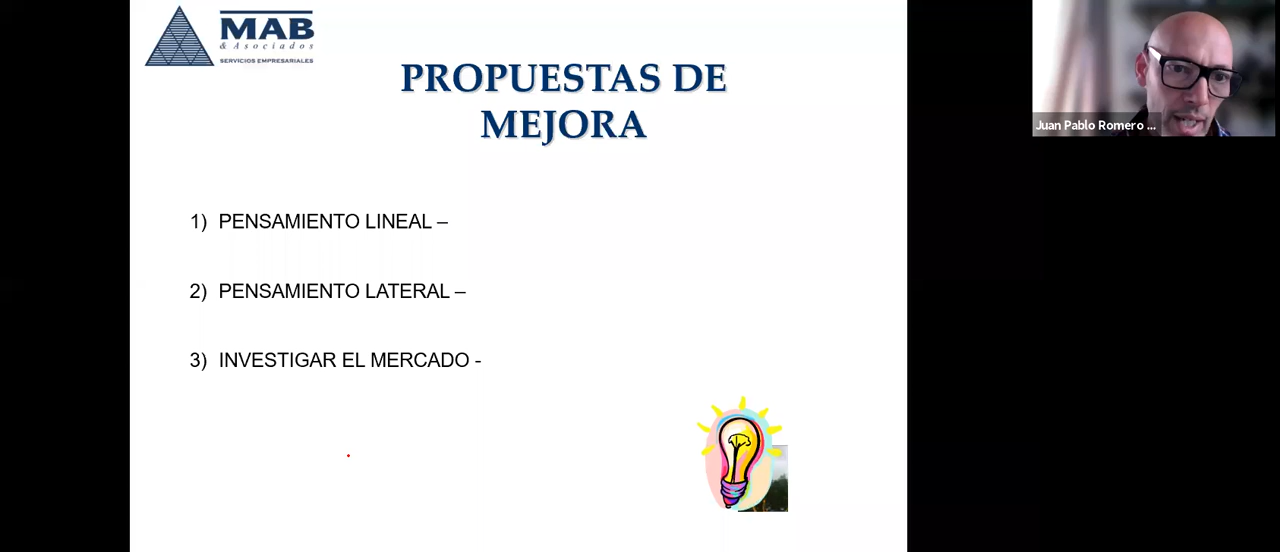 MAB
& Asociados
SERVICIOS EMPRESARIALES
PROPUESTAS DE
MEJORA
1) PENSAMIENTO LINEAL –
2) PENSAMIENTO LATERAL –
3) INVESTIGAR EL MERCADO -
Juan Pablo Romero ...